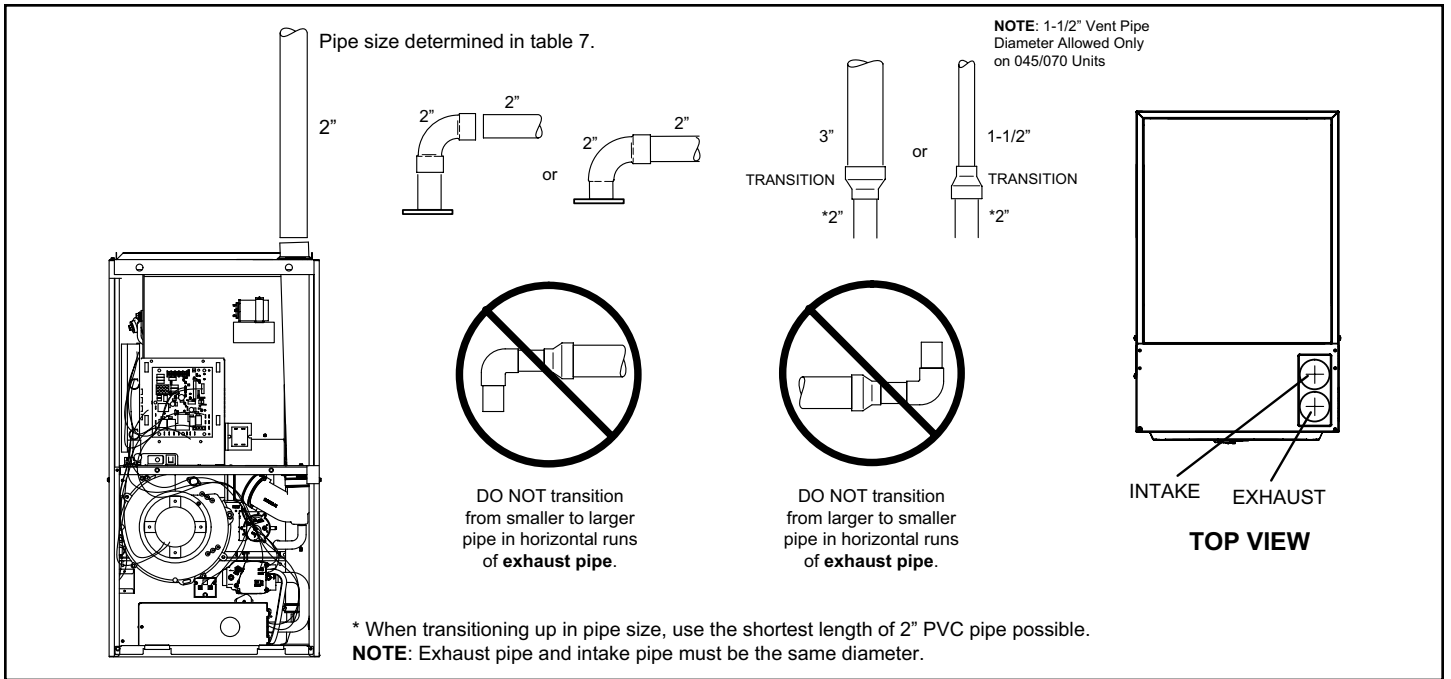 Pipe size determined in table 7.
2”
2”
2”
or
2”
2”
NOTE: 1-1/2” Vent Pipe
Diameter Allowed Only
on 045/070 Units
3”
TRANSITION
*2”
or
1-1/2”
TRANSITION
*2”
DO NOT transition
from smaller to larger
pipe in horizontal runs
of exhaust pipe.
DO NOT transition
from larger to smaller
pipe in horizontal runs
of exhaust pipe.
INTAKE
EXHAUST
TOP VIEW
* When transitioning up in pipe size, use the shortest length of 2” PVC pipe possible.
NOTE: Exhaust pipe and intake pipe must be the same diameter.